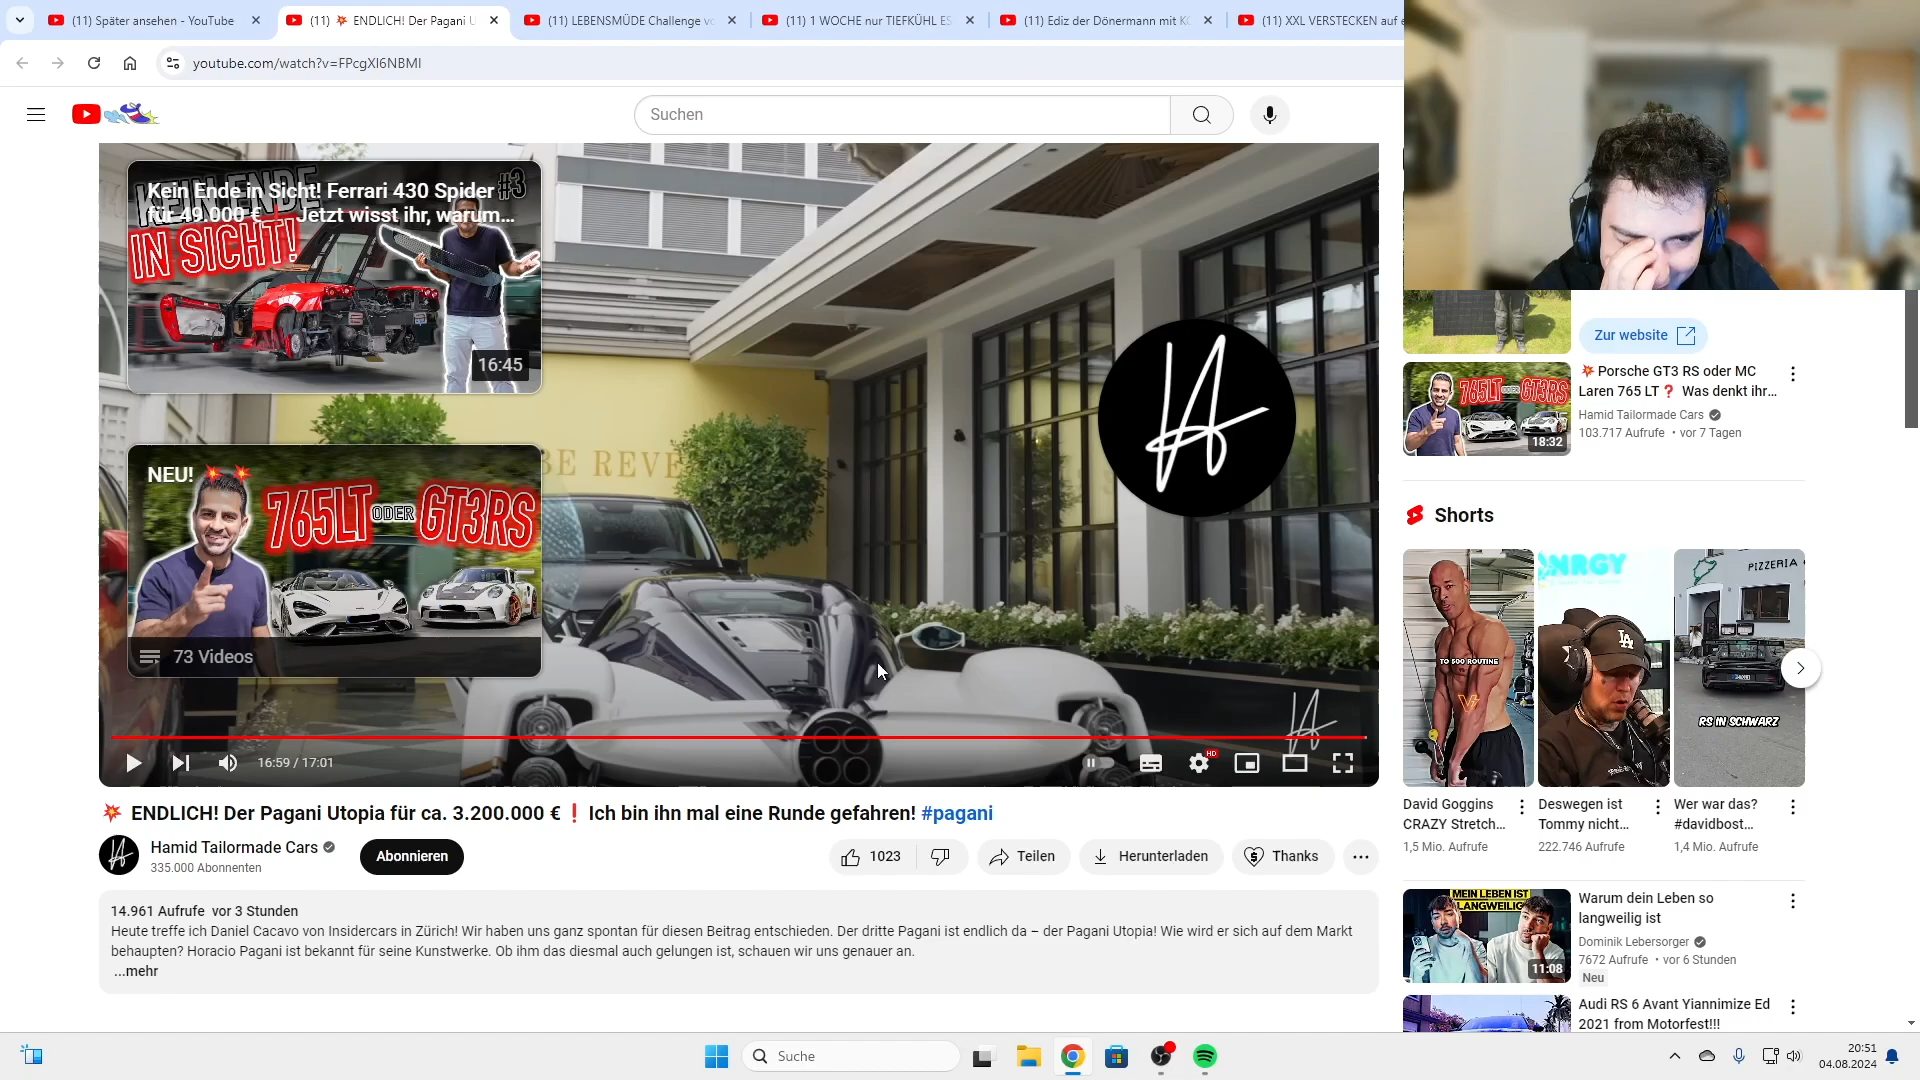 (11) Später ansehen - YouTube
(11) 💥 ENDLICH! Der Pagani U
(11) LEBENSMÜDE Challenge vo
(11) 1 WOCHE nur TIEFKÜHL ES
(11) Ediz der Dönermann mit K
(11) XXL VERSTECKEN auf e
youtube.com/watch?v=FPcgXl6NBMI
Suchen
Kein Ende in Sicht! Ferrari 430 Spider
für 49.000 € ❗ Jetzt wisst ihr, warum...
KEIN ENDE
IN SICHT!
#3
16:45
NEU! 💥 💥
765LT ODER GT3RS
73 Videos
16:59 / 17:01
HD
💥 ENDLICH! Der Pagani Utopia für ca. 3.200.000 € ❗ Ich bin ihn mal eine Runde gefahren! #pagani
Hamid Tailormade Cars
335.000 Abonnenten
Abonnieren
1023
Teilen
Herunterladen
Thanks
14.961 Aufrufe vor 3 Stunden
Heute treffe ich Daniel Cacavo von Insidercars in Zürich! Wir haben uns ganz spontan für diesen Beitrag entschieden. Der dritte Pagani ist endlich da – der Pagani Utopia! Wie wird er sich auf dem Markt
behaupten? Horacio Pagani ist bekannt für seine Kunstwerke. Ob ihm das diesmal auch gelungen ist, schauen wir uns genauer an.
...mehr
Zur website
765LT ODER GT3RS
18:32
💥 Porsche GT3 RS oder MC
Laren 765 LT ❓ Was denkt ihr...
Hamid Tailormade Cars
103.717 Aufrufe • vor 7 Tagen
Shorts
TO 500 ROUTINE
NRGY
LA
PIZZERIA
RS IN SCHWARZ
David Goggins
CRAZY Stretch...
1,5 Mio. Aufrufe
Deswegen ist
Tommy nicht...
222.746 Aufrufe
Wer war das?
#davidbost...
1,4 Mio. Aufrufe
MEIN LEBEN IST
LANGWEILIG
11:08
Warum dein Leben so
langweilig ist
Dominik Lebersorger
7672 Aufrufe • vor 6 Stunden
Neu
Audi RS 6 Avant Yiannimize Ed
2021 from Motorfest!!!
Suche
20:51
04.08.2024